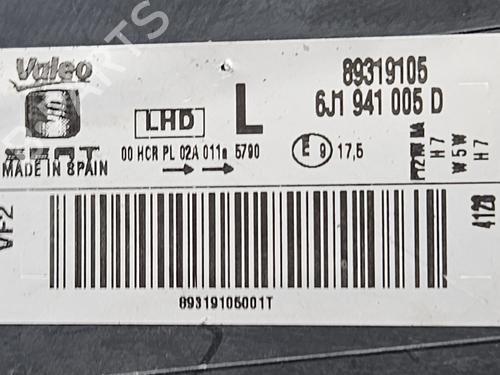 Valeo
SEAT
MADE IN SPAIN
LHD
L
89319105
6J1 941 005 D
00 HCR PL 02A 011s 5790
E 9 17,5
H7
W5W
H7
4128
VF2
89319105001T